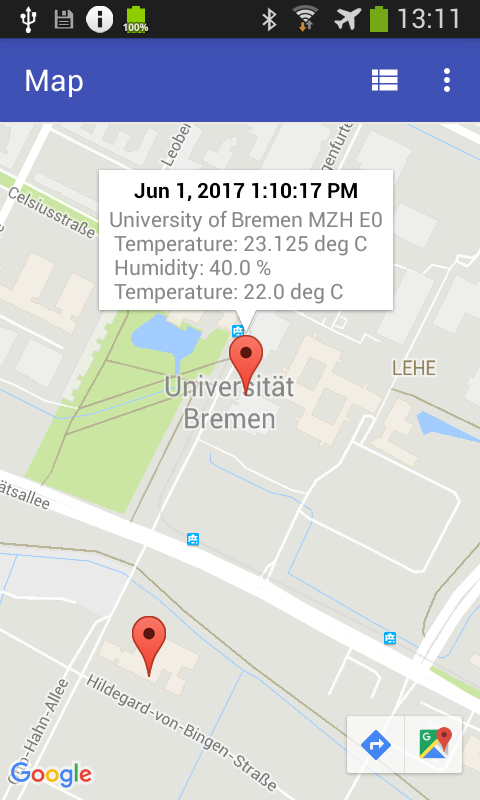 100%
13:11
Map
Leober
Celsiusstraße
Jun 1, 2017 1:10:17 PM
University of Bremen MZH E0
Temperature: 23.125 deg C
Humidity: 40.0 %
Temperature: 22.0 deg C
LEHE
Universität
Bremen
ätsallee
Hildegard-von-Bingen-Straße
-Hahn-Allee
Google